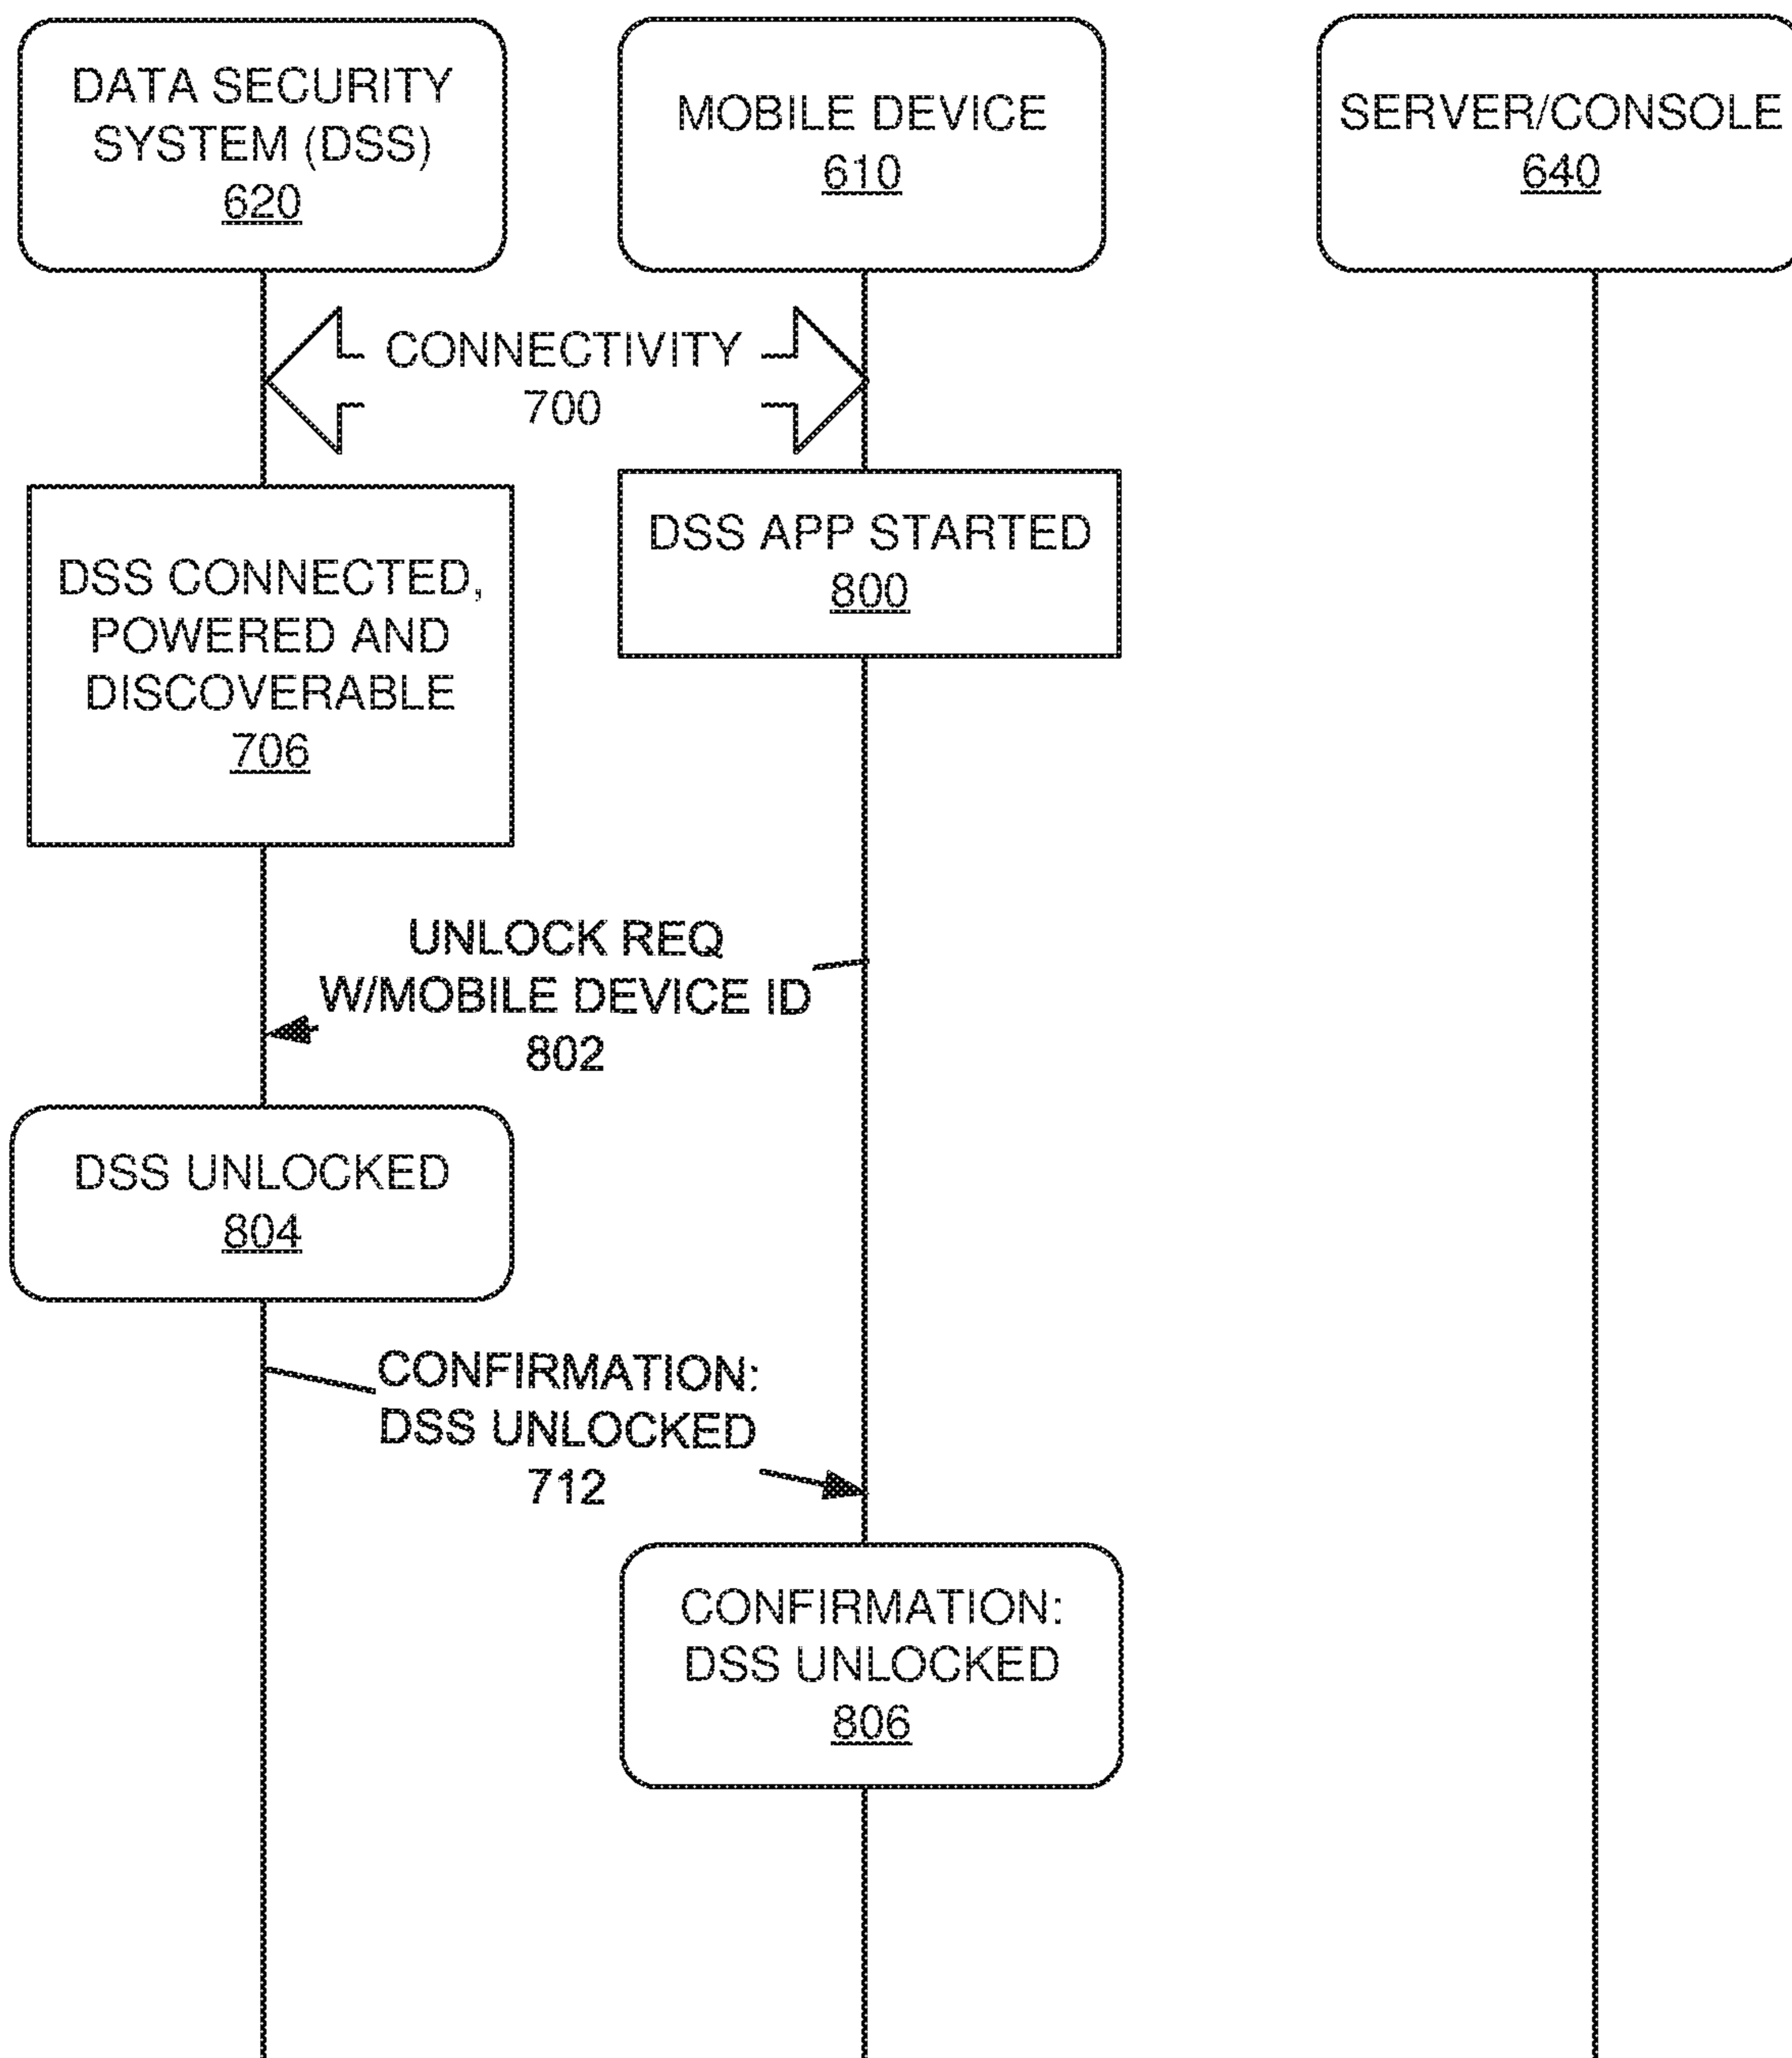 DATA SECURITY
SYSTEM (DSS)
620
MOBILE DEVICE
610
SERVER/CONSOLE
640
CONNECTIVITY
700
DSS CONNECTED,
POWERED AND
DISCOVERABLE
706
DSS APP STARTED
800
UNLOCK REQ
W/MOBILE DEVICE ID
802
DSS UNLOCKED
804
CONFIRMATION:
DSS UNLOCKED
712
CONFIRMATION:
DSS UNLOCKED
806